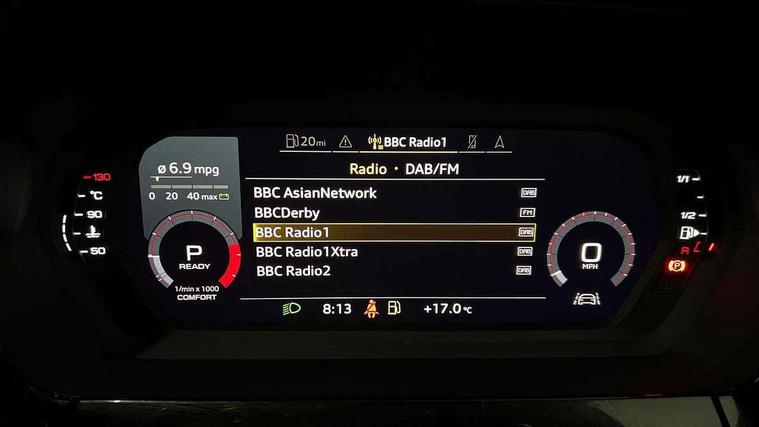 20mi BBC Radio1
Radio · DAB/FM
ø 6.9 mpg
0 20 40 max
BBC AsianNetwork DAB
BBCDerby FM
BBC Radio1 DAB
BBC Radio1Xtra DAB
BBC Radio2 DAB
130
°C
90
50
P
READY
1/min x 1000
COMFORT
0
MPH
1/1
1/2
R
(P)
8:13 +17.0°C